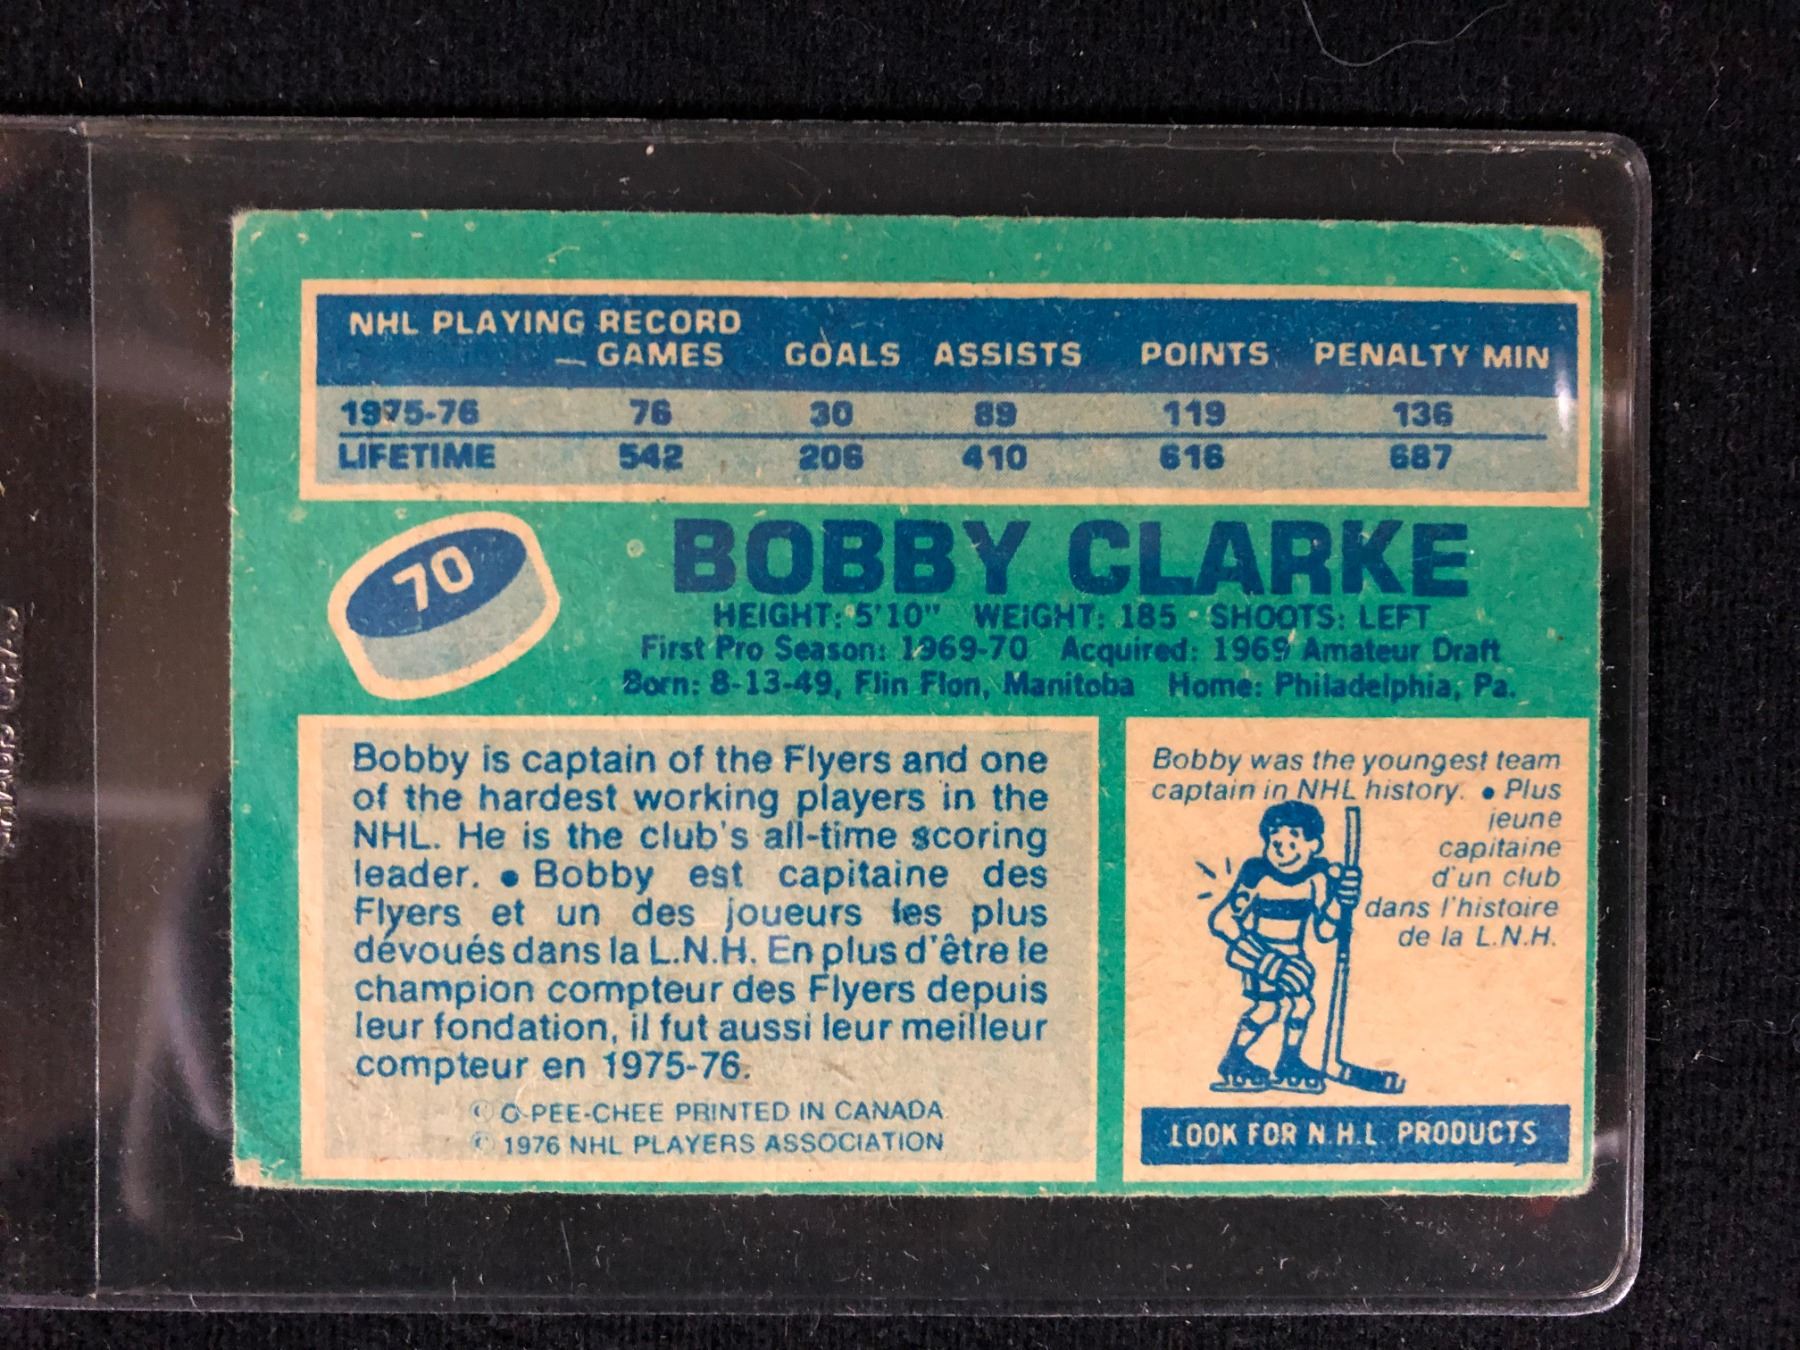 NHL PLAYING RECORD
GAMES GOALS ASSISTS POINTS PENALTY MIN
1975-76 76 30 89 119 136
LIFETIME 542 206 410 616 687
70
BOBBY CLARKE
HEIGHT: 5'10" WEIGHT: 185 SHOOTS: LEFT
First Pro Season: 1969-70 Acquired: 1969 Amateur Draft
Born: 8-13-49, Flin Flon, Manitoba Home: Philadelphia, Pa.
Bobby is captain of the Flyers and one
of the hardest working players in the
NHL. He is the club's all-time scoring
leader. ● Bobby est capitaine des
Flyers et un des joueurs les plus
dévoués dans la L.N.H. En plus d'être le
champion compteur des Flyers depuis
leur fondation, il fut aussi leur meilleur
compteur en 1975-76.
© O-PEE-CHEE PRINTED IN CANADA
© 1976 NHL PLAYERS ASSOCIATION
Bobby was the youngest team
captain in NHL history. ● Plus
jeune
capitaine
d'un club
dans l'histoire
de la L.N.H.
C
LOOK FOR N.H.L PRODUCTS